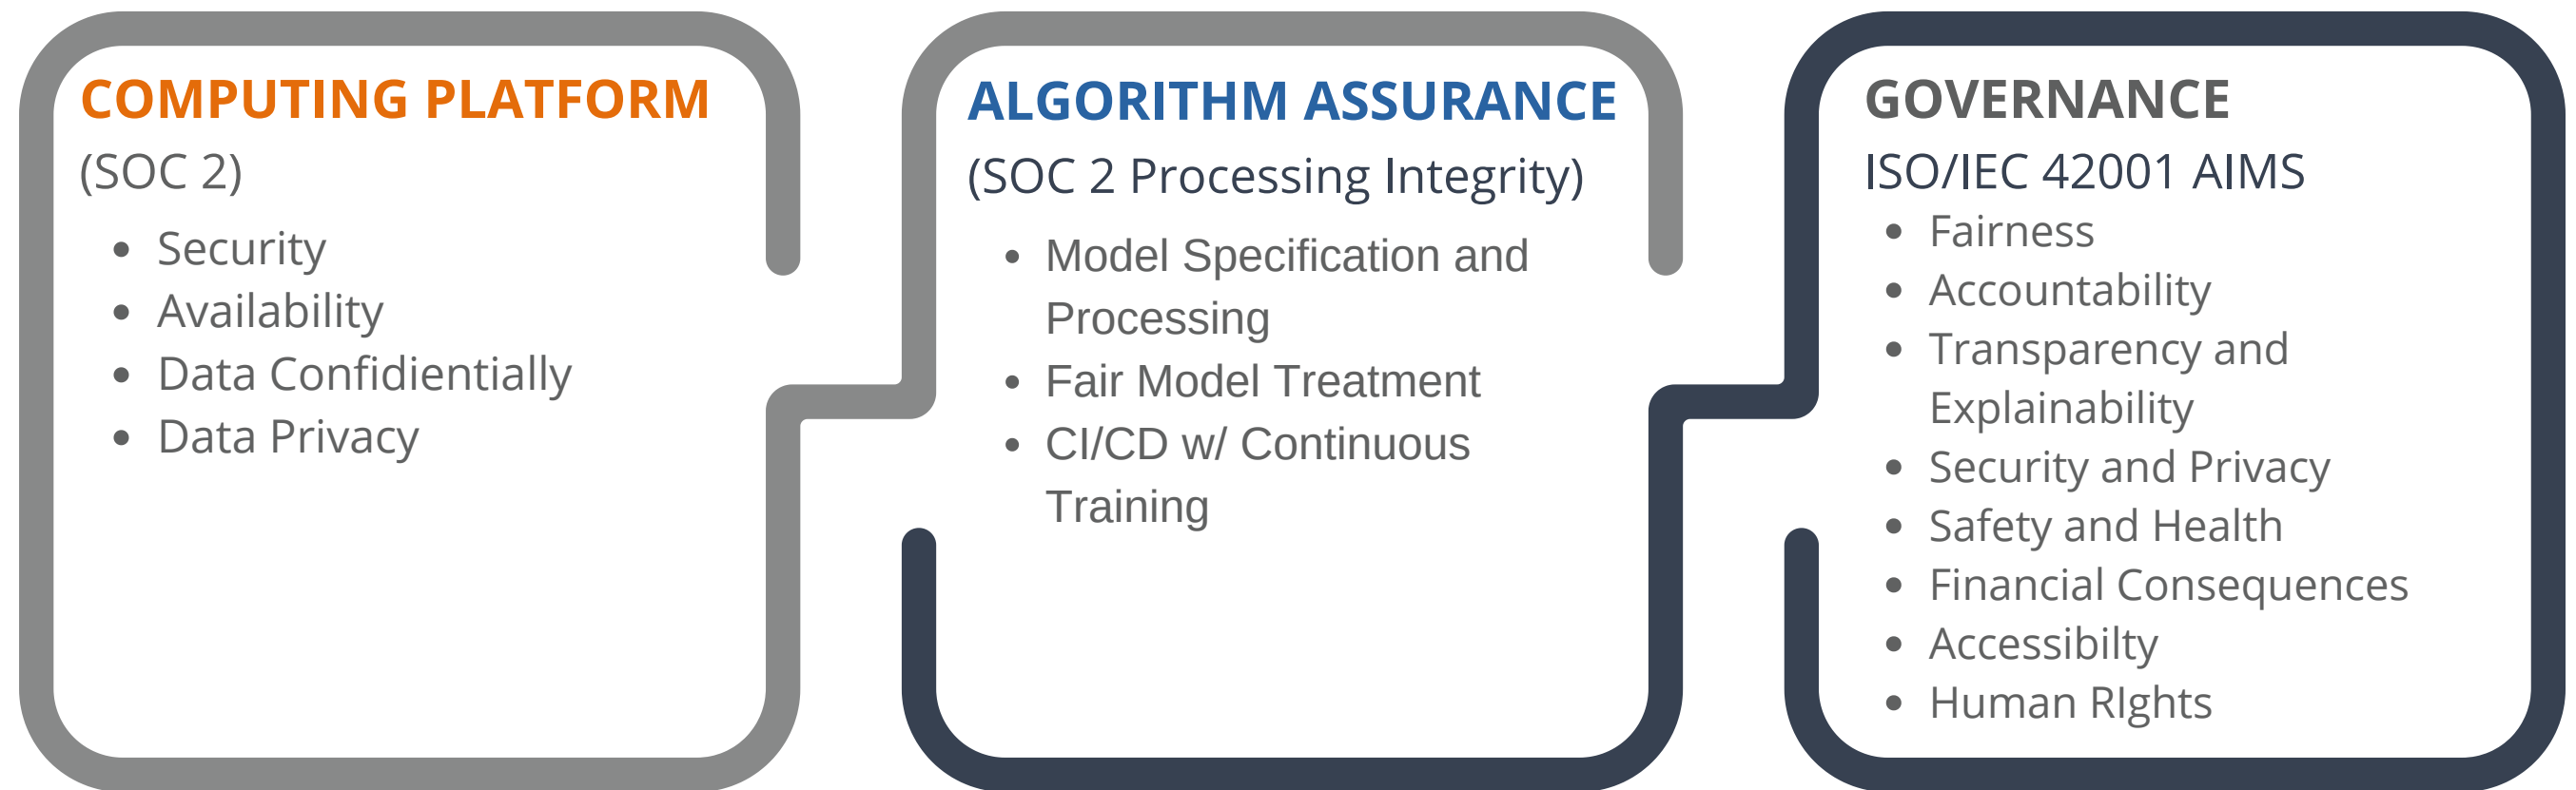 COMPUTING PLATFORM
(SOC 2)
• Security
• Availability
• Data Confidientially
• Data Privacy
ALGORITHM ASSURANCE
(SOC 2 Processing Integrity)
• Model Specification and
Processing
• Fair Model Treatment
• CI/CD w/ Continuous
Training
GOVERNANCE
ISO/IEC 42001 AIMS
• Fairness
• Accountability
• Transparency and
Explainability
• Security and Privacy
• Safety and Health
• Financial Consequences
• Accessibilty
• Human RIghts